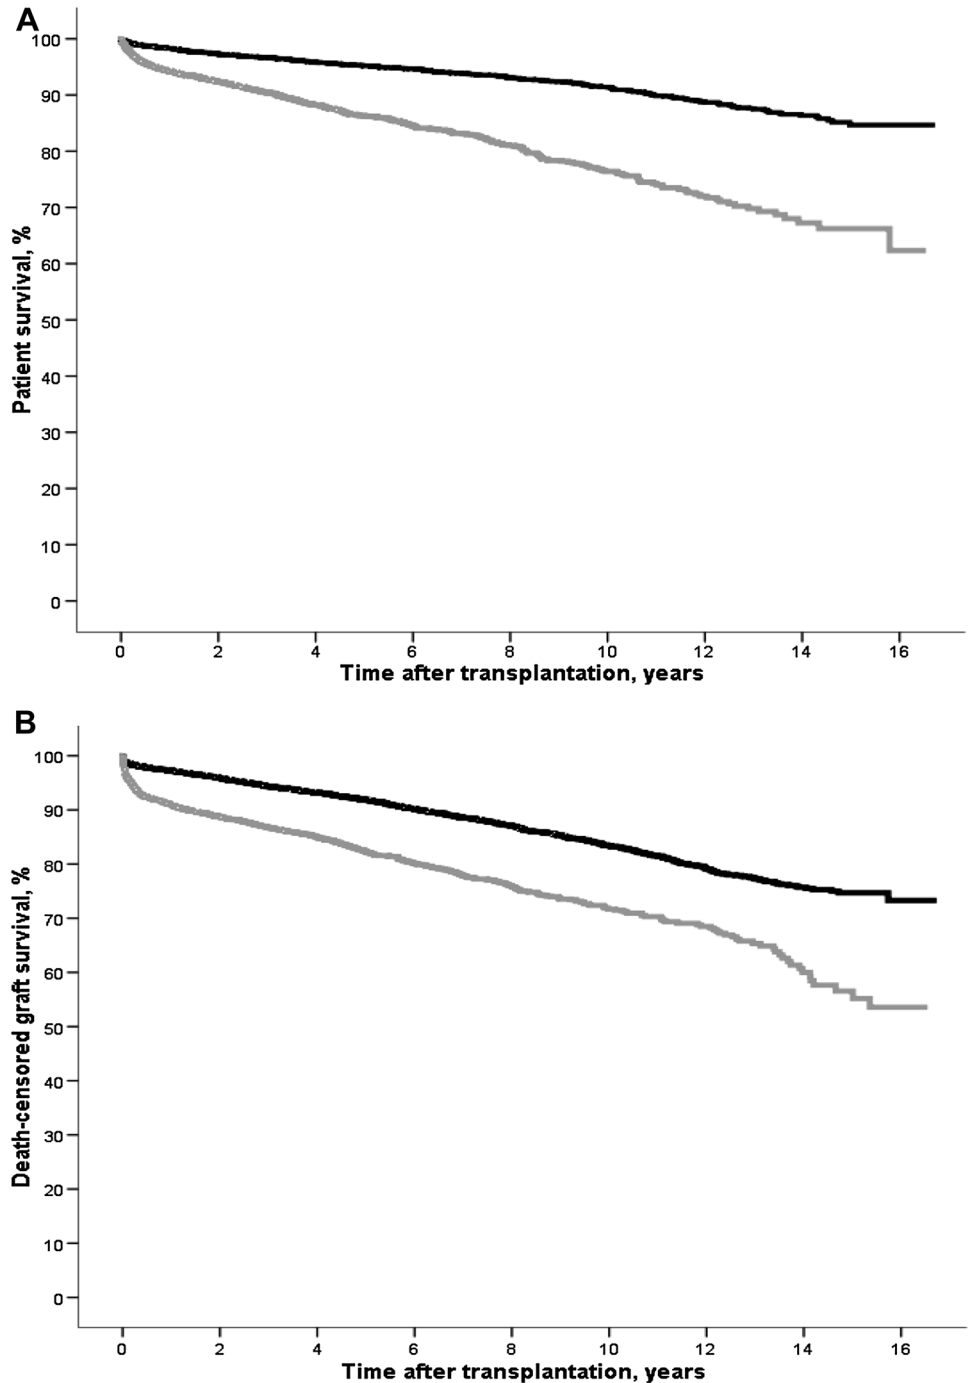 A
100
90
80
70
60
50
40
30
20
10
0
Patient survival, %
0 2 4 6 8 10 12 14 16
Time after transplantation, years
B
100
90
80
70
60
50
40
30
20
10
0
Death-censored graft survival, %
0 2 4 6 8 10 12 14 16
Time after transplantation, years